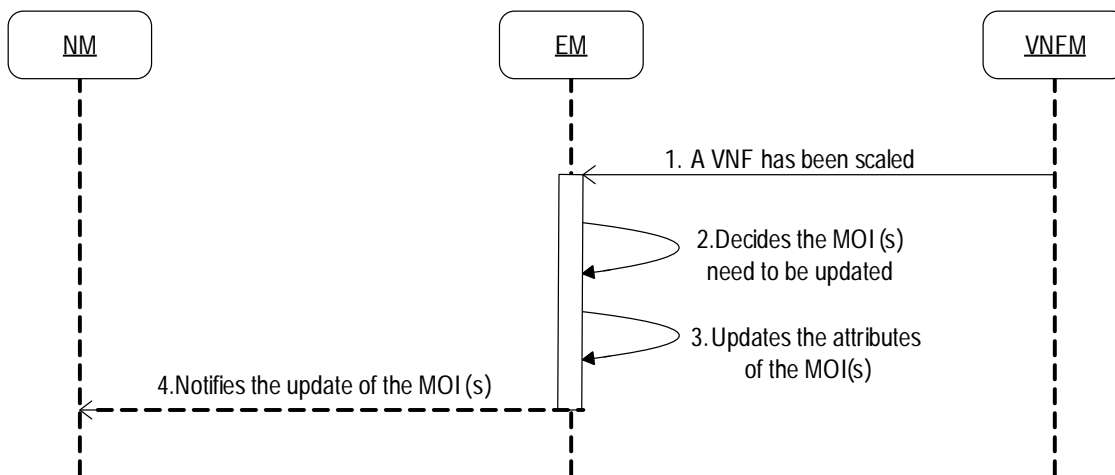 NM
EM
VNFM
1. A VNF has been scaled
2.Decides the MOI (s)
need to be updated
3.Updates the attributes
of the MOI(s)
4.Notifies the update of the MOI (s)